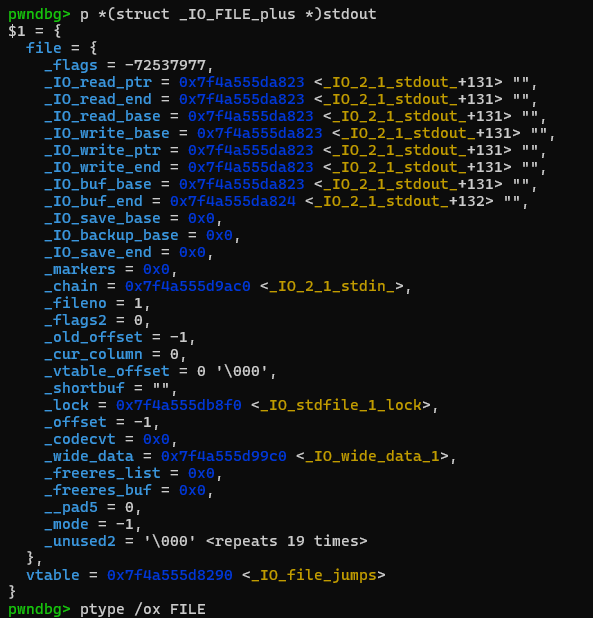 pwndbg> p *(struct _IO_FILE_plus *)stdout
$1 = {
  file = {
    _flags = -72537977,
    _IO_read_ptr = 0x7f4a555da823 <_IO_2_1_stdout_+131> "",
    _IO_read_end = 0x7f4a555da823 <_IO_2_1_stdout_+131> "",
    _IO_read_base = 0x7f4a555da823 <_IO_2_1_stdout_+131> "",
    _IO_write_base = 0x7f4a555da823 <_IO_2_1_stdout_+131> "",
    _IO_write_ptr = 0x7f4a555da823 <_IO_2_1_stdout_+131> "",
    _IO_write_end = 0x7f4a555da823 <_IO_2_1_stdout_+131> "",
    _IO_buf_base = 0x7f4a555da823 <_IO_2_1_stdout_+131> "",
    _IO_buf_end = 0x7f4a555da824 <_IO_2_1_stdout_+132> "",
    _IO_save_base = 0x0,
    _IO_backup_base = 0x0,
    _IO_save_end = 0x0,
    _markers = 0x0,
    _chain = 0x7f4a555d9ac0 <_IO_2_1_stdin_>,
    _fileno = 1,
    _flags2 = 0,
    _old_offset = -1,
    _cur_column = 0,
    _vtable_offset = 0 '\000',
    _shortbuf = "",
    _lock = 0x7f4a555db8f0 <_IO_stdfile_1_lock>,
    _offset = -1,
    _codecvt = 0x0,
    _wide_data = 0x7f4a555d99c0 <_IO_wide_data_1>,
    _freeres_list = 0x0,
    _freeres_buf = 0x0,
    __pad5 = 0,
    _mode = -1,
    _unused2 = '\000' <repeats 19 times>
  },
  vtable = 0x7f4a555d8290 <_IO_file_jumps>
}
pwndbg> ptype /ox FILE